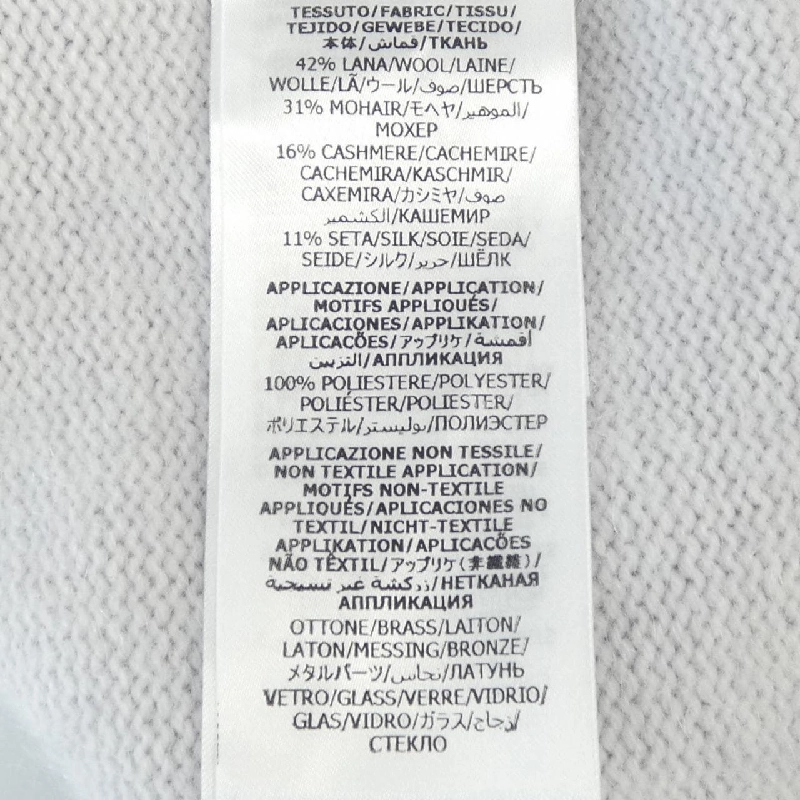 TESSUTO/FABRIC/TISSU/
TEJIDO/GEWEBE/TECIDO/
本体/قماش/ТКАНЬ
42% LANA/WOOL/LAINE/
WOLLE/LÃ/ウール/صوف/ШЕРСТЬ
31% MOHAIR/モヘヤ/الموهير/
МОХЕР
16% CASHMERE/CACHEMIRE/
CACHEMIRA/KASCHMIR/
CAXEMIRA/カシミヤ/صوف
الكشمير/КАШЕМИР
11% SETA/SILK/SOIE/SEDA/
SEIDE/シルク/حرير/ШЁЛК
APPLICAZIONE/APPLICATION/
MOTIFS APPLIQUÉS/
APLICACIONES/APPLIKATION/
APLICACÕES/アップリケ/أقمشة
التزيين/АППЛИКАЦИЯ
100% POLIESTERE/POLYESTER/
POLIÉSTER/POLIESTER/
ポリエステル/بوليستر/ПОЛИЭСТЕР
APPLICAZIONE NON TESSILE/
NON TEXTILE APPLICATION/
MOTIFS NON-TEXTILE
APPLIQUÉS/APLICACIONES NO
TEXTIL/NICHT-TEXTILE
APPLIKATION/APLICACÕES
NÃO TÊXTIL/アップリケ(非繊維)/
زركشة غير نسيجية/НЕТКАНАЯ
АППЛИКАЦИЯ
OTTONE/BRASS/LAITON/
LATON/MESSING/BRONZE/
メタルパーツ/نحاس/ЛАТУНЬ
VETRO/GLASS/VERRE/VIDRIO/
GLAS/VIDRO/ガラス/زجاج/
СТЕКЛО